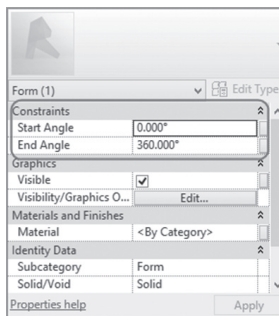 Form (1) Edit Type
Constraints
Start Angle 0.000°
End Angle 360.000°
Graphics
Visible
Visibility/Graphics O... Edit...
Materials and Finishes
Material <By Category>
Identity Data
Subcategory Form
Solid/Void Solid
Properties help Apply